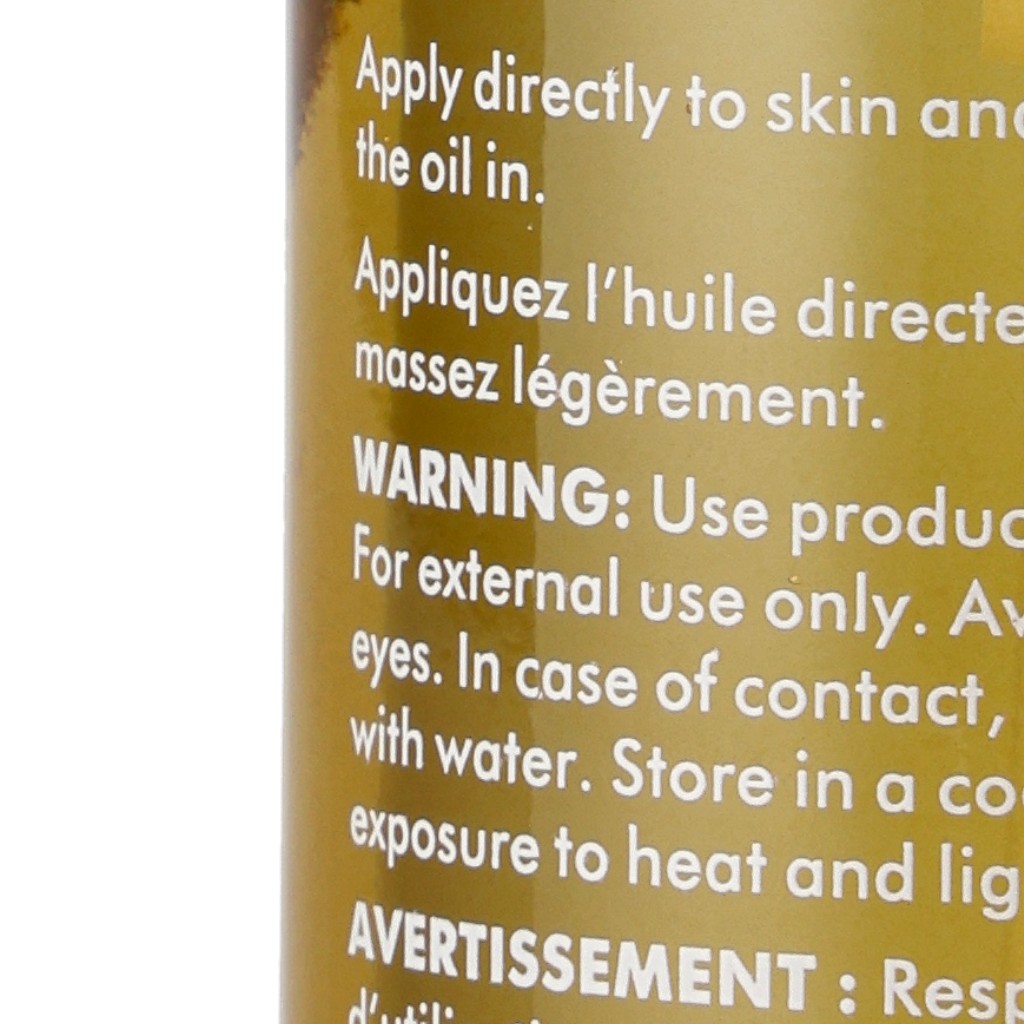 Apply directly to skin and
the oil in.
Appliquez l'huile directe
massez légèrement.
WARNING: Use produc
For external use only. Av
eyes. In case of contact,
with water. Store in a co
exposure to heat and lig
AVERTISSEMENT : Resp